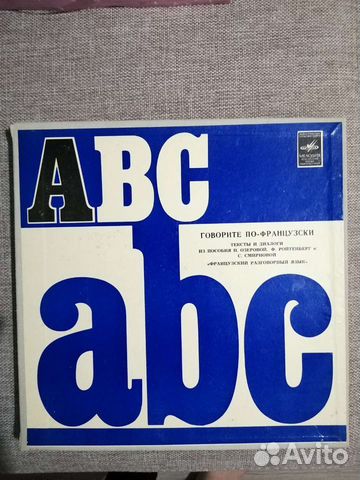 ABC
МЕЛОДИЯ
ГОВОРИТЕ ПО-ФРАНЦУЗСКИ
ТЕКСТЫ И ДИАЛОГИ
ИЗ ПОСОБИЯ Н. ОЗЕРОВОЙ, Ф. РОЙТЕНБЕРГ и
С. СМИРНОВОЙ
«ФРАНЦУЗСКИЙ РАЗГОВОРНЫЙ ЯЗЫК»
abc
Avito